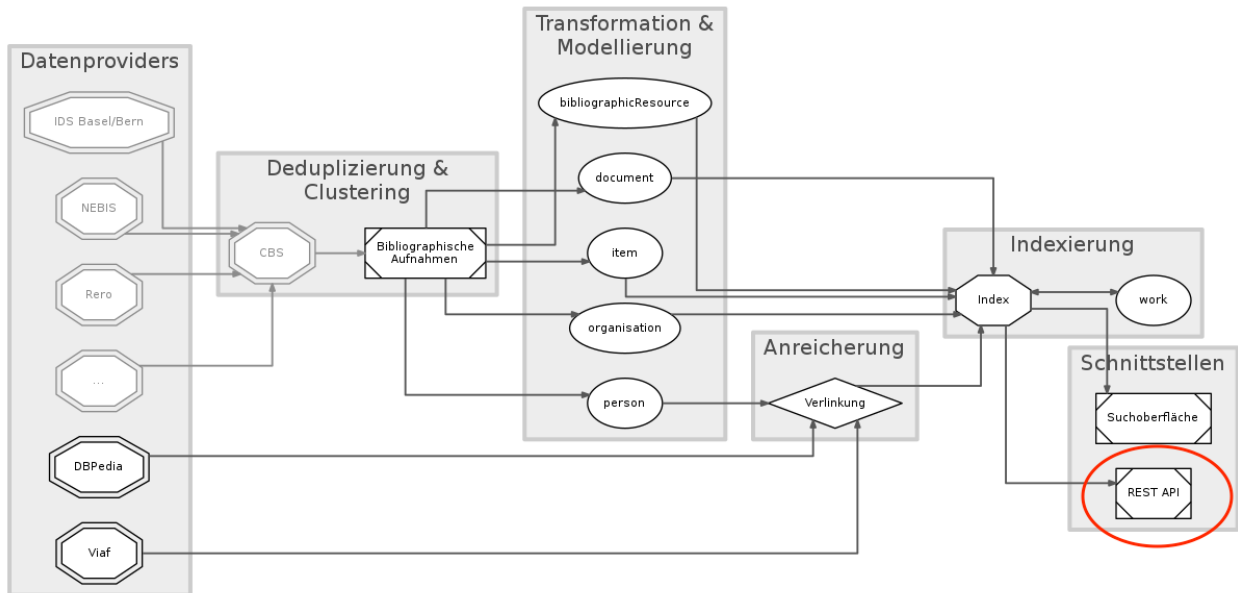 Datenproviders
IDS Basel/Bern
NEBIS
Rero
...
DBPedia
Viaf
Deduplizierung &
Clustering
CBS
Bibliographische
Aufnahmen
Transformation &
Modellierung
bibliographicResource
document
item
organisation
person
Anreicherung
Verlinkung
Indexierung
Index
work
Schnittstellen
Suchoberfläche
REST API